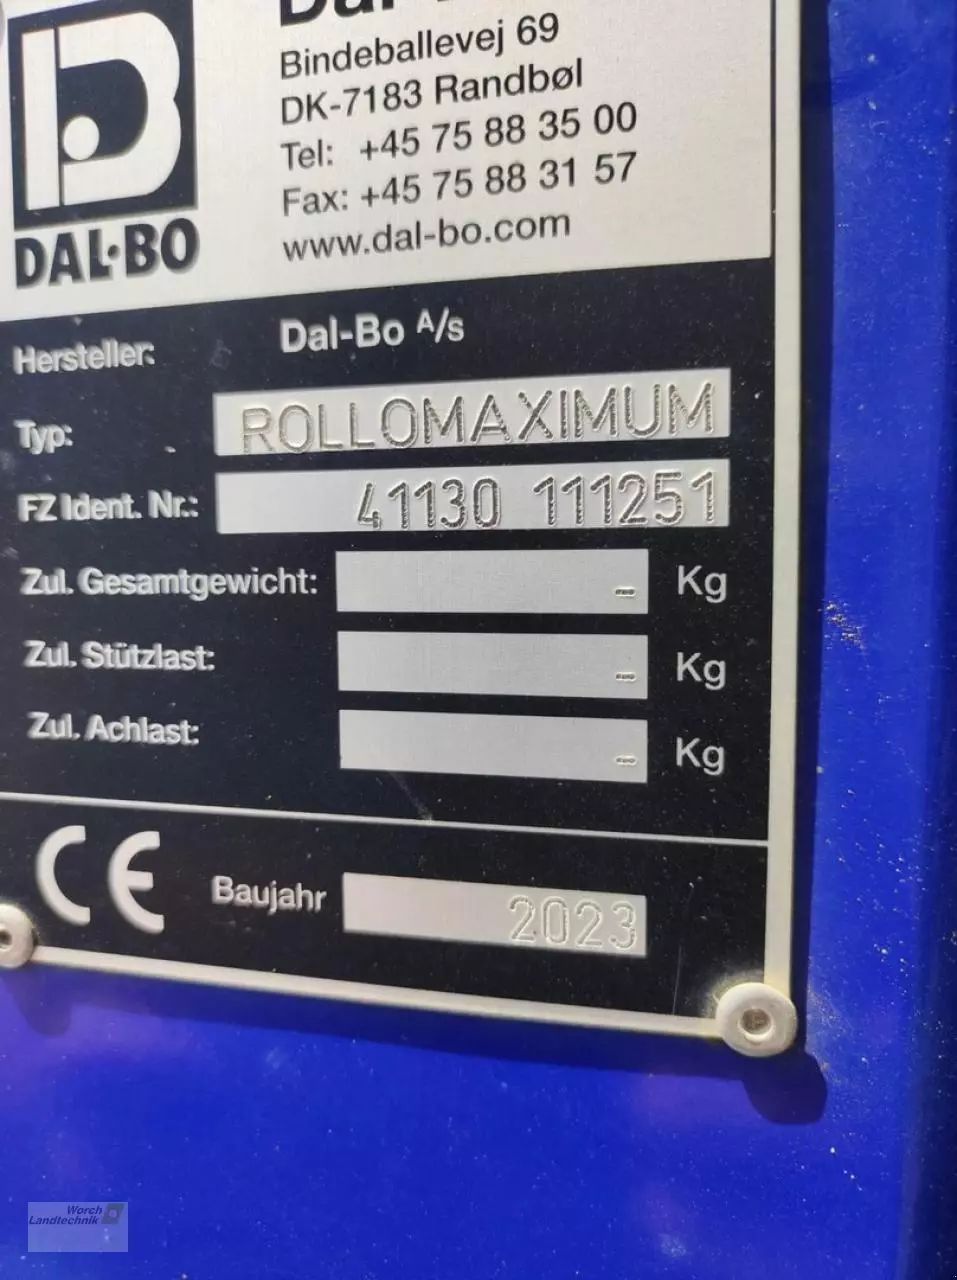 Bindeballevej 69
DK-7183 Randbøl
Tel: +45 75 88 35 00
Fax: +45 75 88 31 57
www.dal-bo.com
DAL·BO
Hersteller: Dal-Bo A/s
Typ: ROLLOMAXIMUM
FZ Ident. Nr.: 41130 111251
Zul. Gesamtgewicht: - Kg
Zul. Stützlast: - Kg
Zul. Achlast: - Kg
CE Baujahr 2023
Worch
Landtechnik